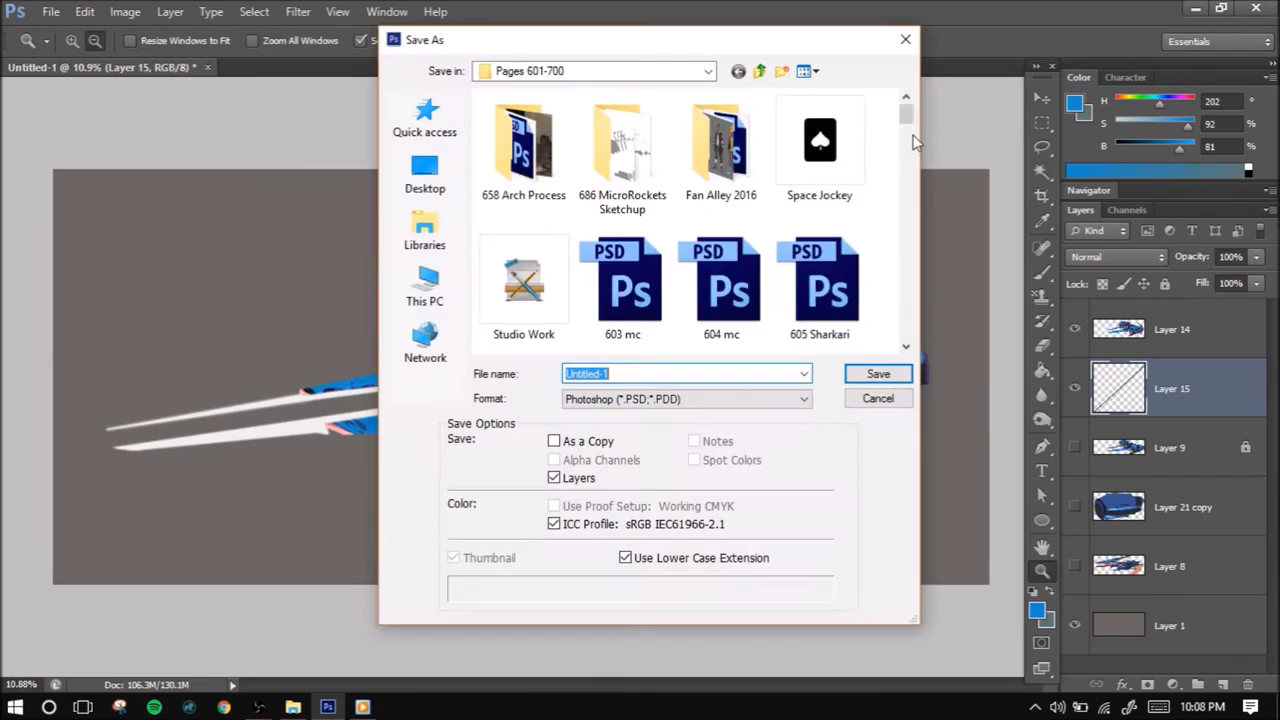 Ps File Edit Image Layer Type Select Filter View Window Help
Resize Windows to Fit Zoom All Windows
Essentials
Untitled-1 @ 10.9% (Layer 15, RGB/8) * ×
Save As
Save in: Pages 601-700
Quick access
Desktop
Libraries
This PC
Network
658 Arch Process
686 MicroRockets Sketchup
Fan Alley 2016
Space Jockey
Studio Work
PSD Ps 603 mc
PSD Ps 604 mc
PSD Ps 605 Sharkari
File name: Untitled-1 Save
Format: Photoshop (*.PSD;*.PDD) Cancel
Save Options
Save: As a Copy Notes
Alpha Channels Spot Colors
Layers
Color: Use Proof Setup: Working CMYK
ICC Profile: sRGB IEC61966-2.1
Thumbnail Use Lower Case Extension
Color Character
H 202 °
S 92 %
B 81 %
Navigator
Layers Channels
Kind
Normal Opacity: 100%
Lock: Fill: 100%
Layer 14
Layer 15
Layer 9
Layer 21 copy
Layer 8
Layer 1
10.88% Doc: 106.3M/130.1M
10:08 PM